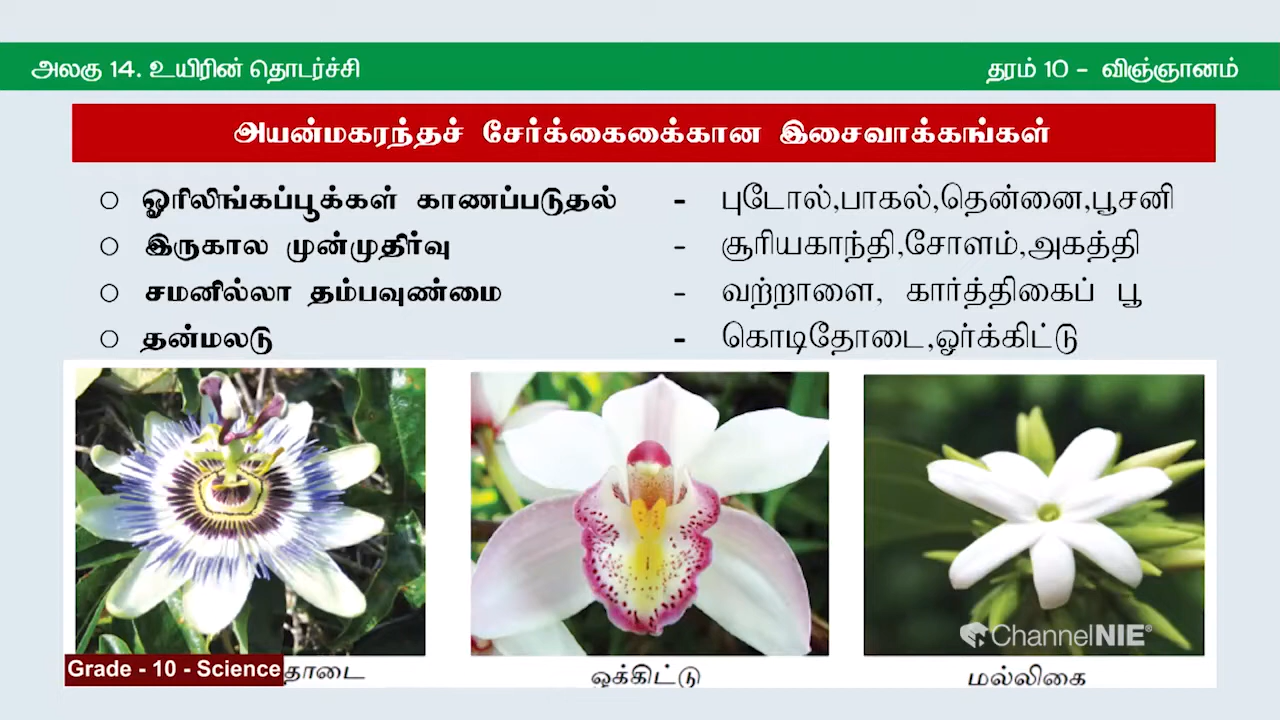 அலகு 14. உயிரின் தொடர்ச்சி தரம் 10 - விஞ்ஞானம்
அயன்மகரந்தச் சேர்க்கைக்கான இசைவாக்கங்கள்
ஓரிலிங்கப்பூக்கள் காணப்படுதல் - புடோல்,பாகல்,தென்னை,பூசனி
இருகால முன்முதிர்வு - சூரியகாந்தி,சோளம்,அகத்தி
சமனில்லா தம்பவுண்மை - வற்றாளை, கார்த்திகைப் பூ
தன்மலடு - கொடிதோடை,ஓர்க்கிட்டு
ChannelNIE®
Grade - 10 - Science தாடை ஒக்கிட்டு மல்லிகை